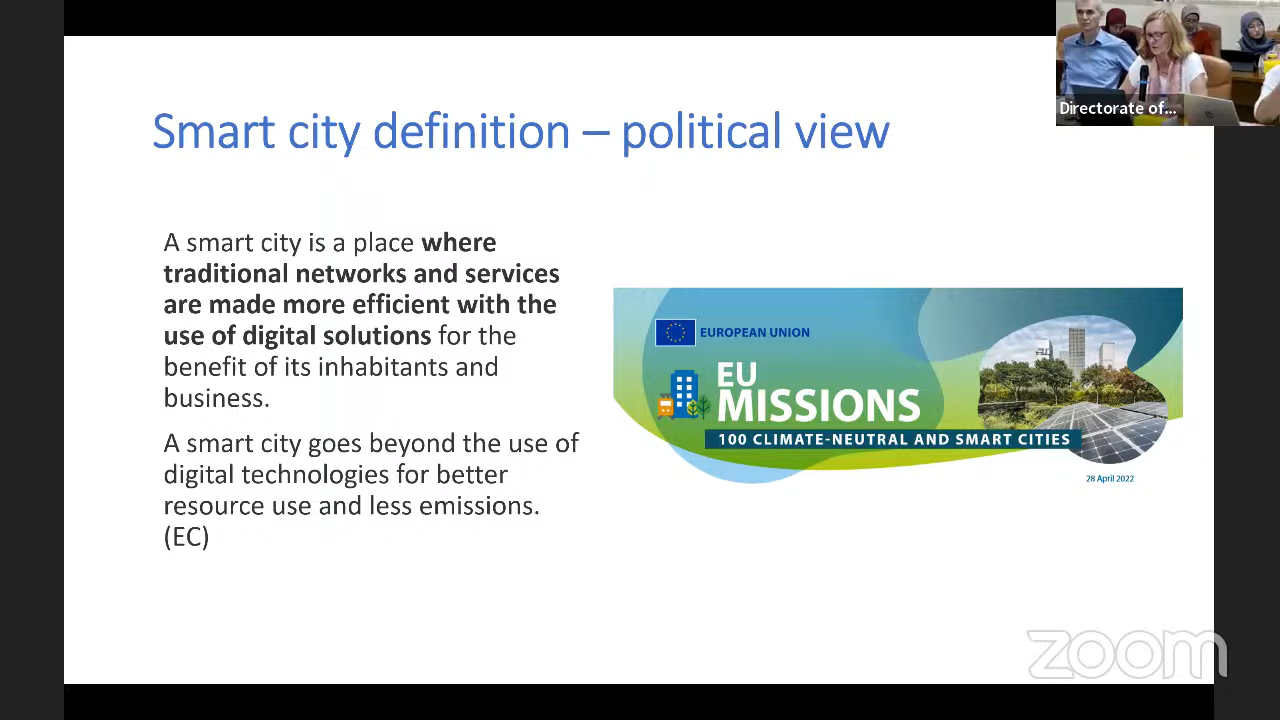 Directorate of...
Smart city definition – political view
A smart city is a place where
traditional networks and services
are made more efficient with the
use of digital solutions for the
benefit of its inhabitants and
business.
A smart city goes beyond the use of
digital technologies for better
resource use and less emissions.
(EC)
EUROPEAN UNION
EU
MISSIONS
100 CLIMATE-NEUTRAL AND SMART CITIES
28 April 2022
zoom